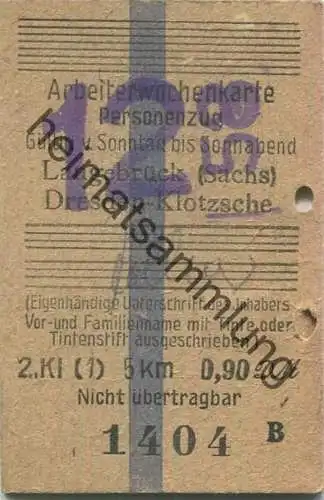 Arbeiterwochenkarte
Personenzug
Gültig v. Sonntag bis Sonnabend
Langebrück (Sachs)
Dresden-Klotzsche
12
(Eigenhändige Unterschrift des Inhabers
Vor-und Familienname mit Tinte oder
Tintenstift ausgeschrieben)
2.Kl (1) 5 km 0,90
Nicht übertragbar
1404 B
heimatsammlung